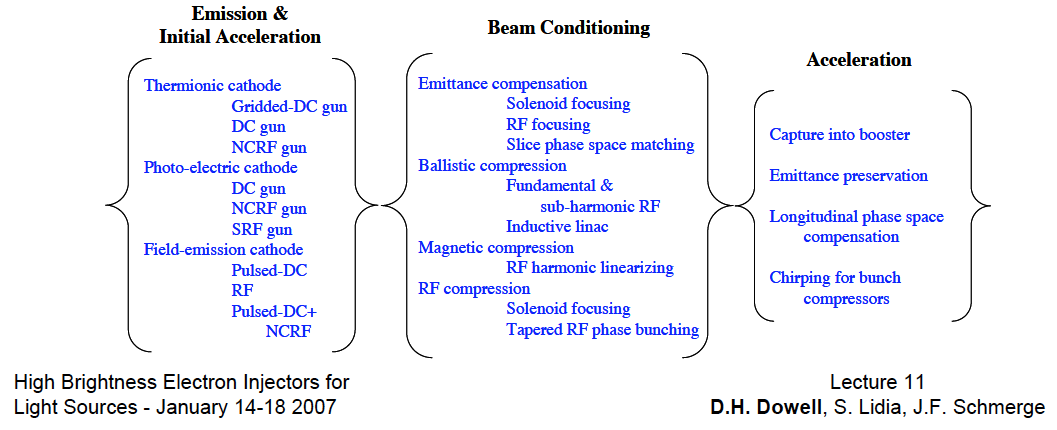 Emission &
Initial Acceleration
Thermionic cathode
Gridded-DC gun
DC gun
NCRF gun
Photo-electric cathode
DC gun
NCRF gun
SRF gun
Field-emission cathode
Pulsed-DC
RF
Pulsed-DC+
NCRF
Beam Conditioning
Emittance compensation
Solenoid focusing
RF focusing
Slice phase space matching
Ballistic compression
Fundamental &
sub-harmonic RF
Inductive linac
Magnetic compression
RF harmonic linearizing
RF compression
Solenoid focusing
Tapered RF phase bunching
Acceleration
Capture into booster
Emittance preservation
Longitudinal phase space
compensation
Chirping for bunch
compressors
High Brightness Electron Injectors for
Light Sources - January 14-18 2007
Lecture 11
D.H. Dowell, S. Lidia, J.F. Schmerge